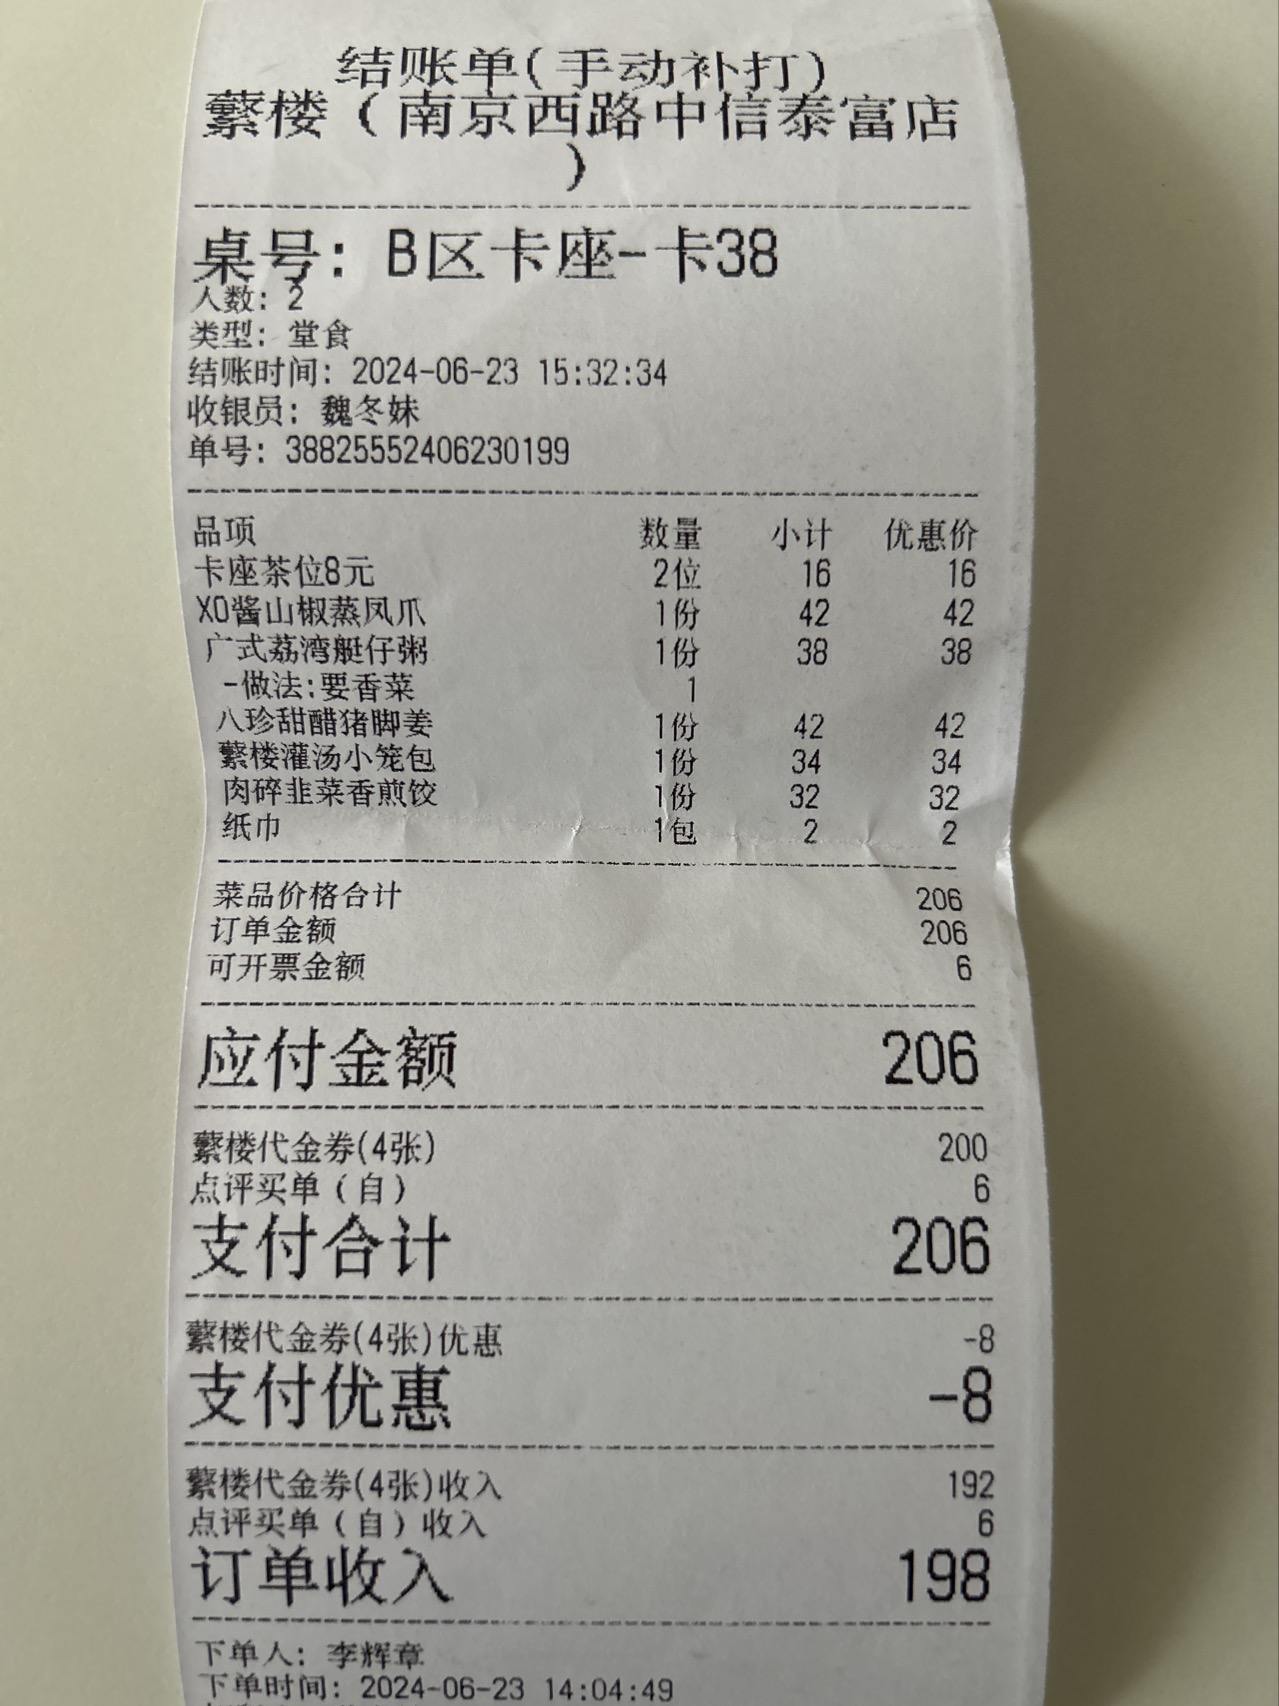 结账单(手动补打)
蘩楼（南京西路中信泰富店
）
桌号: B区卡座-卡38
人数: 2
类型: 堂食
结账时间: 2024-06-23 15:32:34
收银员: 魏冬妹
单号: 38825552406230199
品项 数量 小计 优惠价
卡座茶位8元 2位 16 16
XO酱山椒蒸凤爪 1份 42 42
广式荔湾艇仔粥 1份 38 38
-做法:要香菜 1
八珍甜醋猪脚姜 1份 42 42
蘩楼灌汤小笼包 1份 34 34
肉碎韭菜香煎饺 1份 32 32
纸巾 1包 2 2
菜品价格合计 206
订单金额 206
可开票金额 6
应付金额 206
蘩楼代金券(4张) 200
点评买单（自） 6
支付合计 206
蘩楼代金券(4张)优惠 -8
支付优惠 -8
蘩楼代金券(4张)收入 192
点评买单（自）收入 6
订单收入 198
下单人: 李辉章
下单时间: 2024-06-23 14:04:49